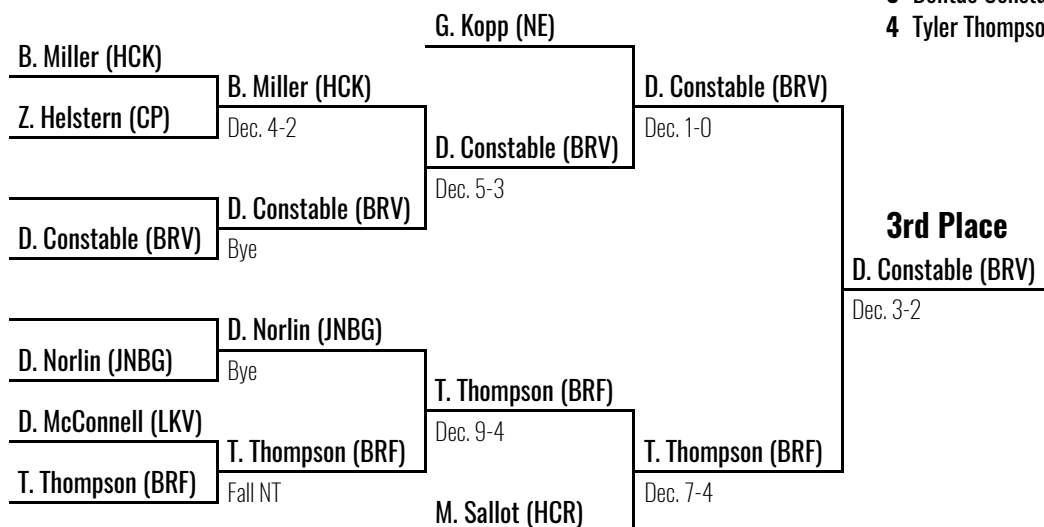 4 Tyler
G. Kopp (NE)
B. Miller (HCK)
Z. Helstern (CP)
B. Miller (HCK)
Dec. 4-2
D. Constable (BRV)
Dec. 1-0
D. Constable (BRV)
Dec. 5-3
D. Constable (BRV)
D. Constable (BRV)
Bye
3rd Place
D. Constable (BRV)
Dec. 3-2
D. Norlin (JNBG)
D. Norlin (JNBG)
Bye
T. Thompson (BRF)
Dec. 9-4
D. McConnell (LKV)
T. Thompson (BRF)
T. Thompson (BRF)
Fall NT
T. Thompson (BRF)
Dec. 7-4
M. Sallot (HCR)